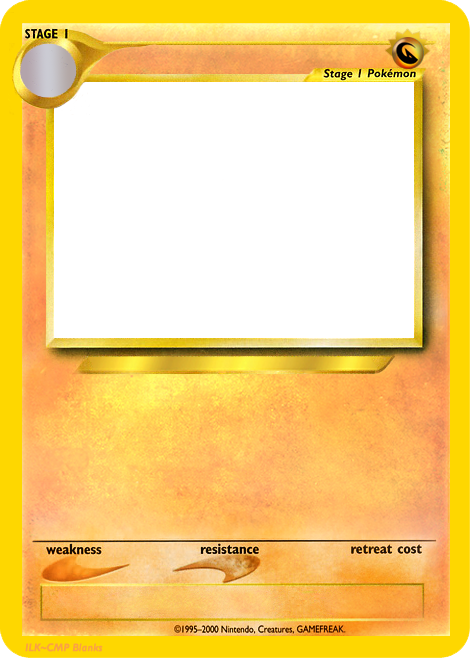 STAGE 1
Stage 1 Pokémon
weakness resistance retreat cost
©1995-2000 Nintendo, Creatures, GAMEFREAK.
ILK~CMP Blanks